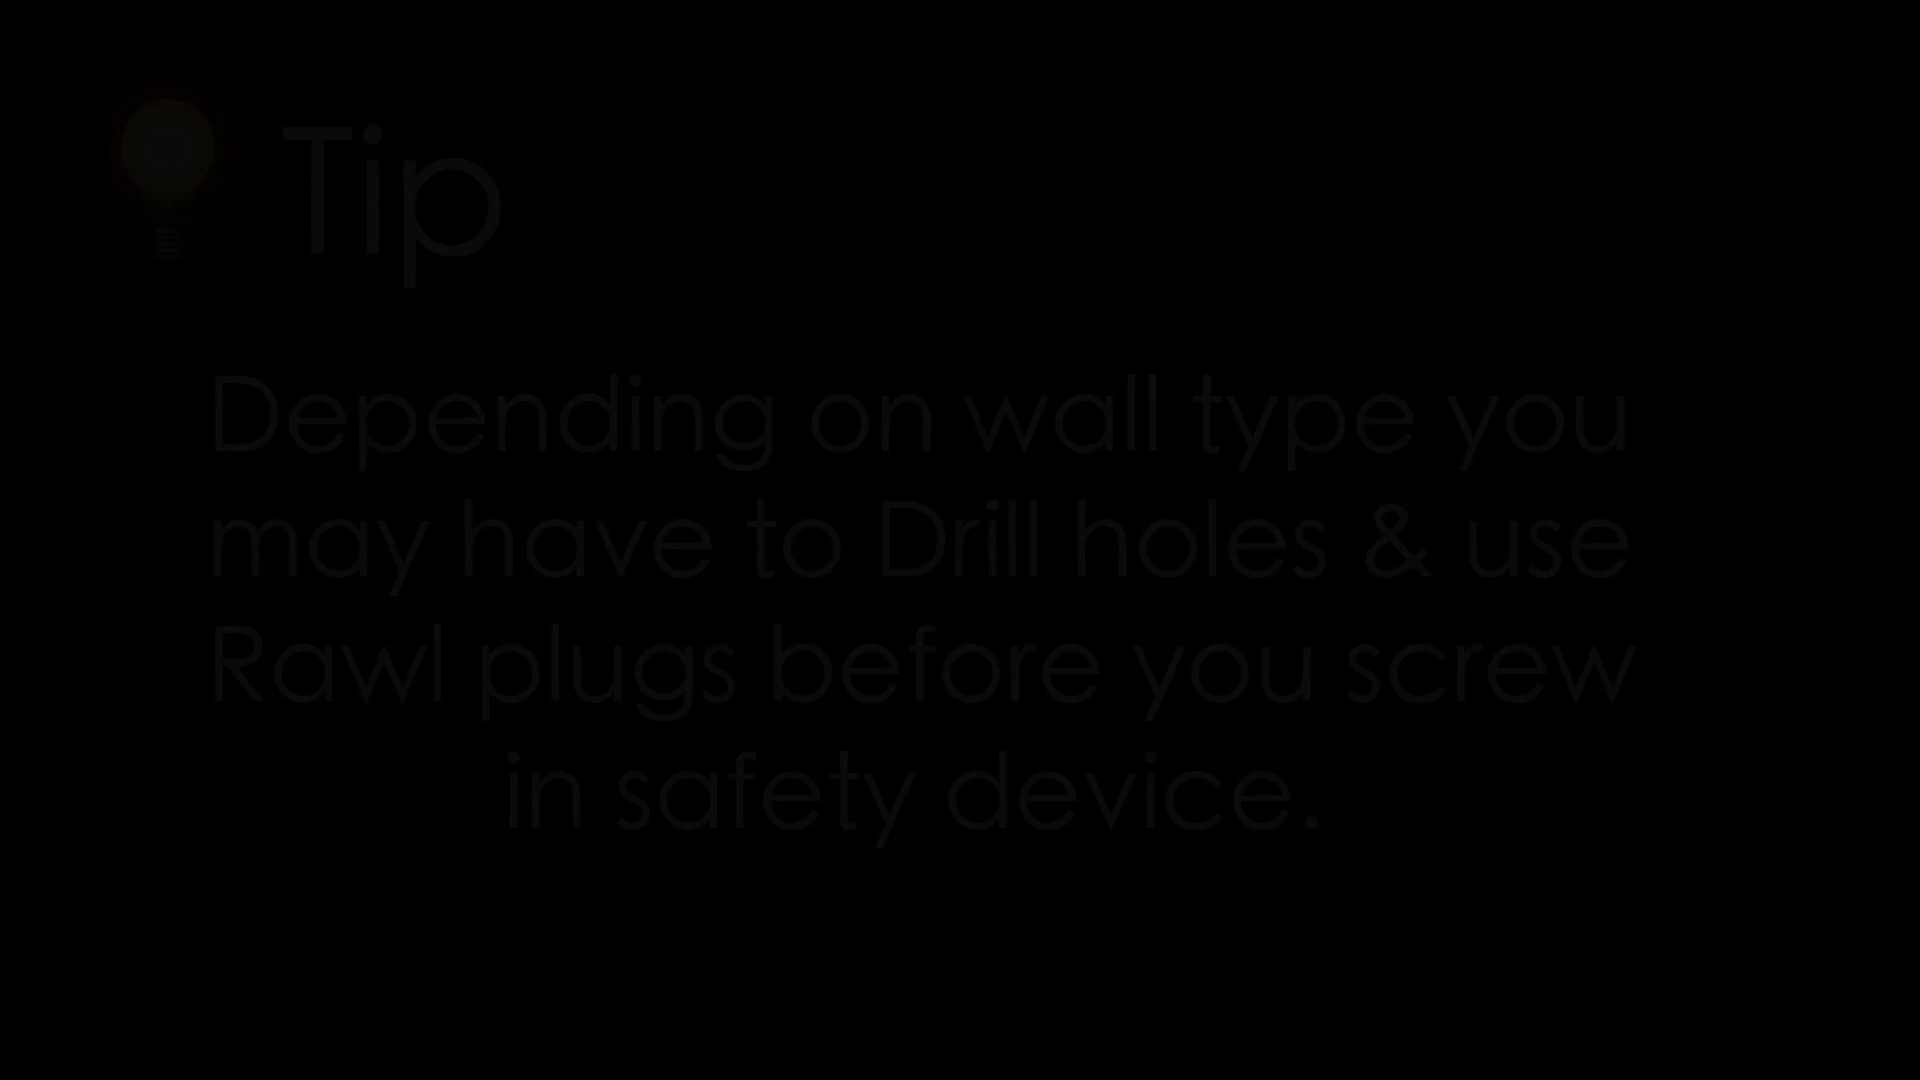 Tip
Depending on wall type you
may have to Drill holes & use
Rawl plugs before you screw
in safety device.